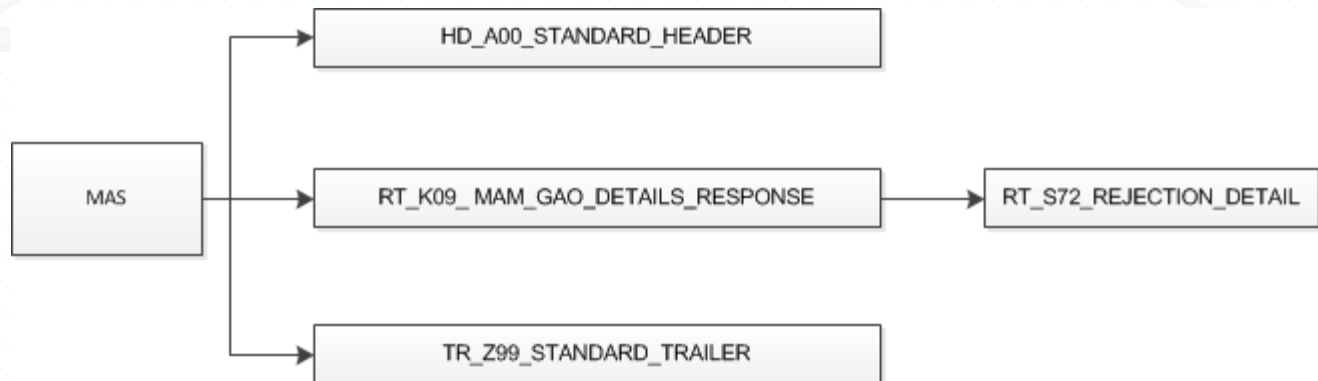 HD_A00_STANDARD_HEADER
MAS
RT_K09_ MAM_GAO_DETAILS_RESPONSE
RT_S72_REJECTION_DETAIL
TR_Z99_STANDARD_TRAILER